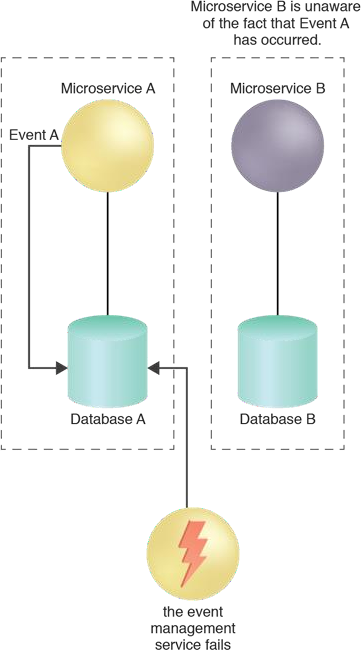 Microservice B is unaware
of the fact that Event A
has occurred.
Microservice A
Microservice B
Event A
Database A
Database B
the event
management
service fails